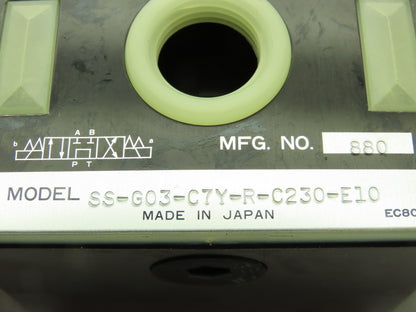 A B
b a
P T
MFG. NO. 880
MODEL SS-G03-C7Y-R-C230-E10
MADE IN JAPAN